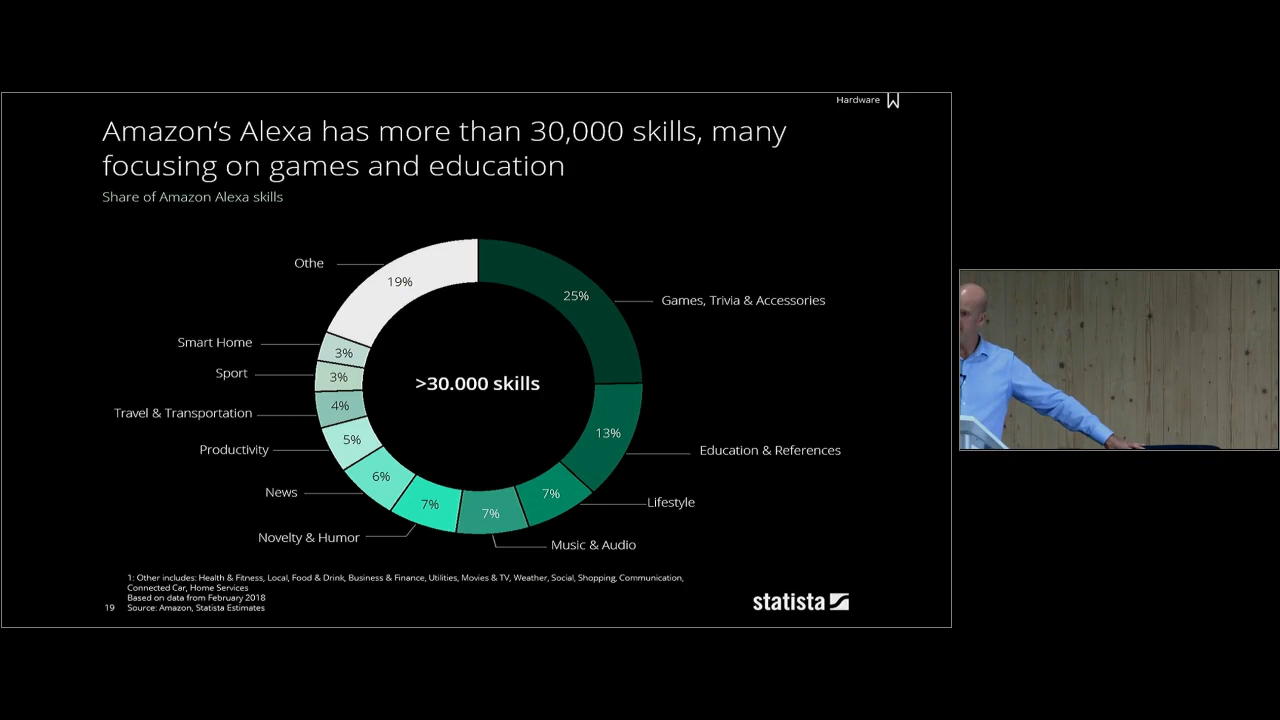 Hardware
Amazon‘s Alexa has more than 30,000 skills, many
focusing on games and education
Share of Amazon Alexa skills
Othe
19%
25%
Games, Trivia & Accessories
Smart Home
3%
Sport
3%
>30.000 skills
Travel & Transportation
4%
13%
Productivity
5%
Education & References
6%
News
7%
7%
7%
Lifestyle
Novelty & Humor
Music & Audio
1: Other includes: Health & Fitness, Local, Food & Drink, Business & Finance, Utilities, Movies & TV, Weather, Social, Shopping, Communication,
Connected Car, Home Services
Based on data from February 2018
19 Source: Amazon, Statista Estimates
statista